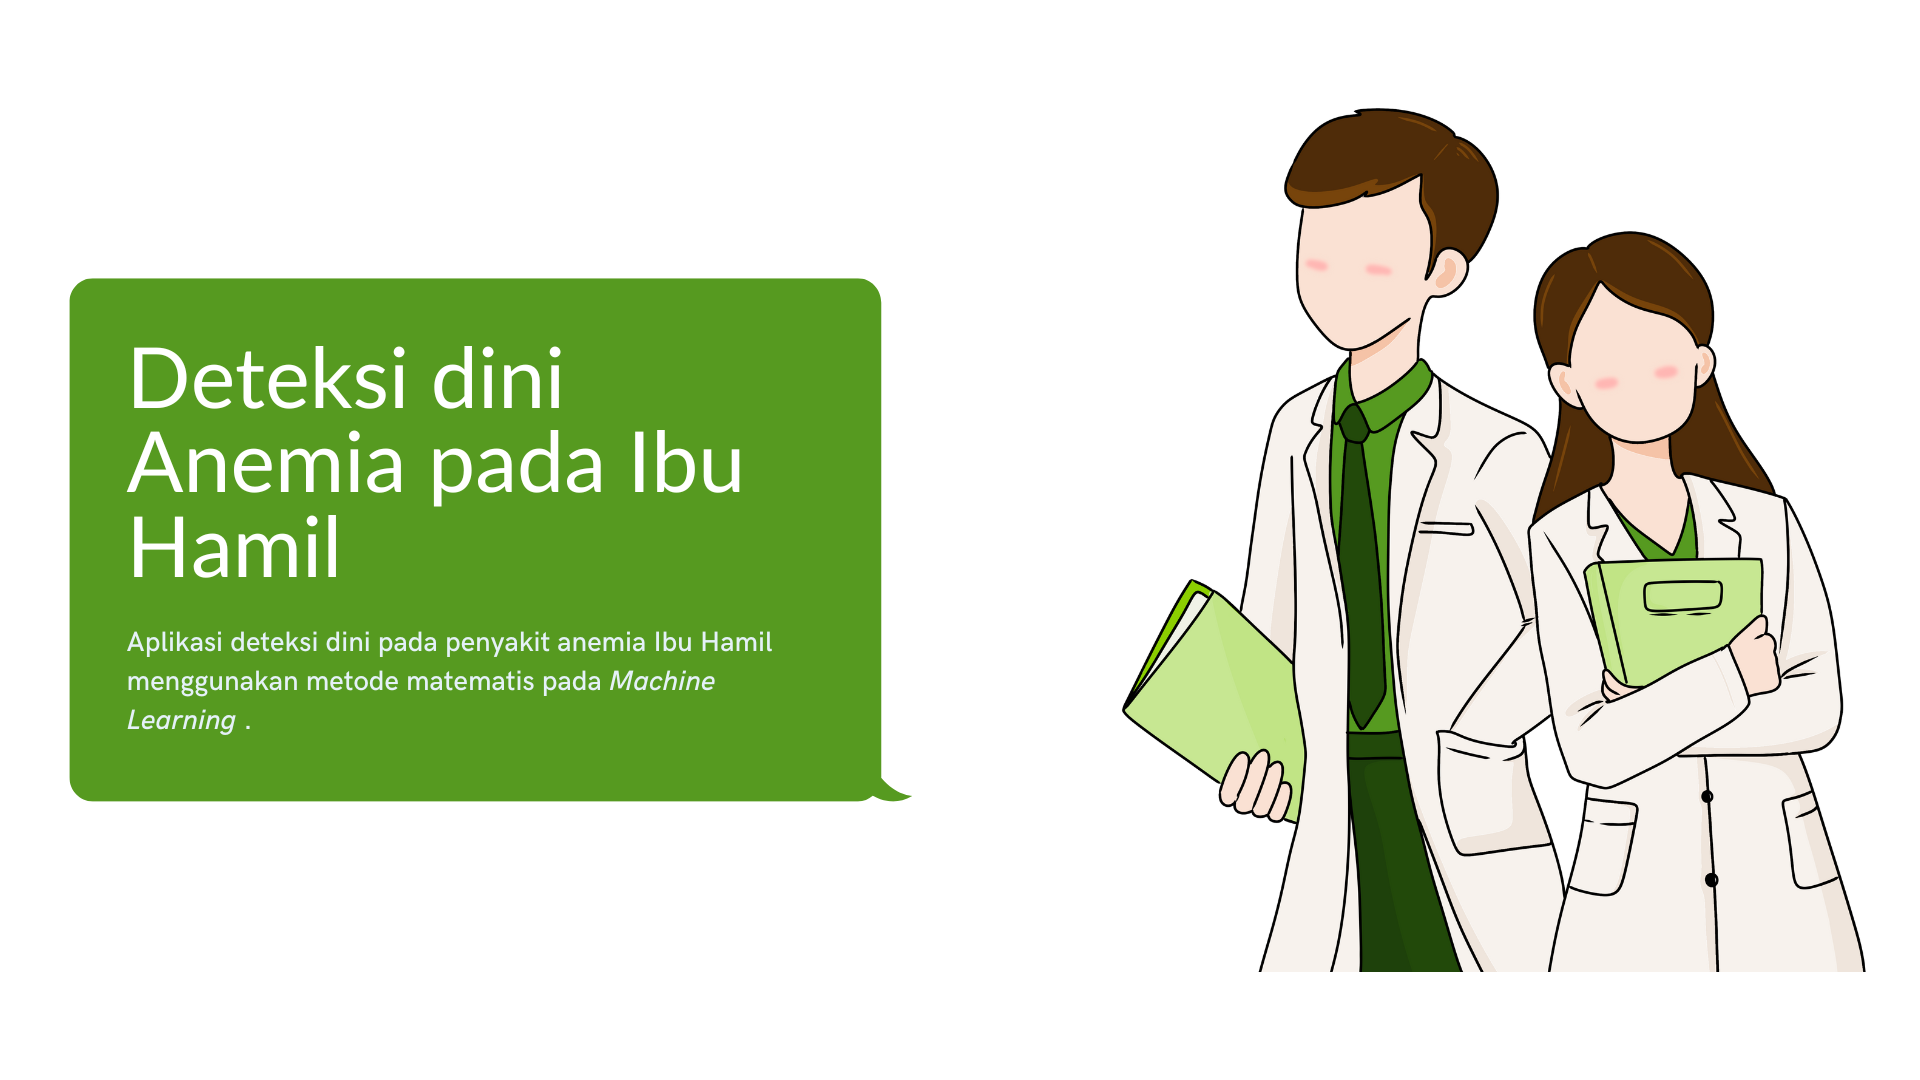 Deteksi dini
Anemia pada Ibu
Hamil
Aplikasi deteksi dini pada penyakit anemia Ibu Hamil
menggunakan metode matematis pada Machine
Learning .